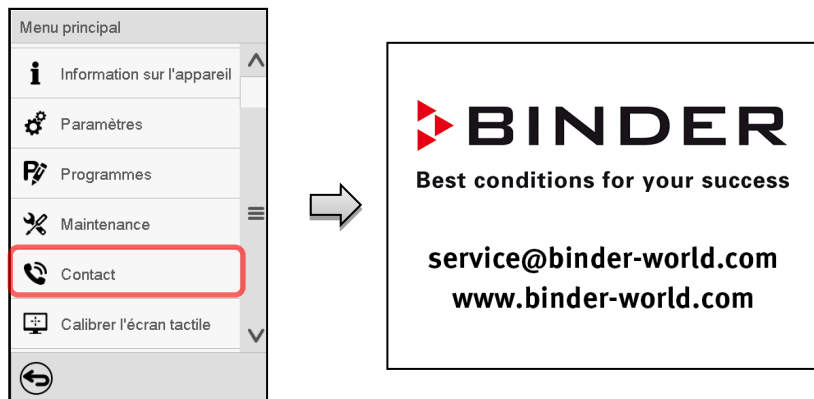 Menu principal
Information sur l'appareil
Paramètres
Programmes
Maintenance
Contact
Calibrer l'écran tactile
BINDER
Best conditions for your success
service@binder-world.com
www.binder-world.com